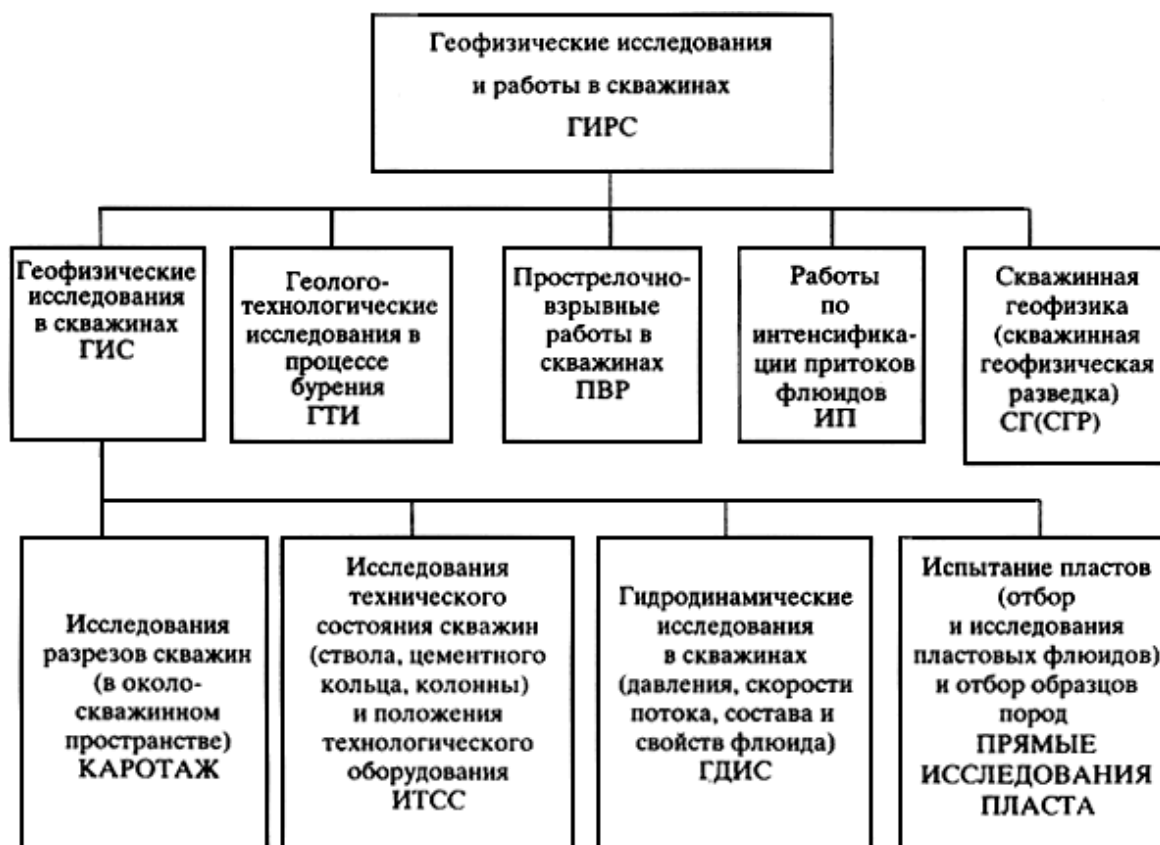 Геофизические исследования
и работы в скважинах
ГИРС
Геофизические
исследования
в скважинах
ГИС
Геолого-
технологические
исследования в
процессе
бурения
ГТИ
Прострелочно-
взрывные
работы в
скважинах
ПВР
Работы
по
интенсифика-
ции притоков
флюидов
ИП
Скважинная
геофизика
(скважинная
геофизическая
разведка)
СГ(СГР)
Исследования
разрезов скважин
(в около-
скважинном
пространстве)
КАРОТАЖ
Исследования
технического
состояния скважин
(ствола, цементного
кольца, колонны)
и положения
технологического
оборудования
ИТСС
Гидродинамические
исследования
в скважинах
(давления, скорости
потока, состава и
свойств флюида)
ГДИС
Испытание пластов
(отбор
и исследования
пластовых флюидов)
и отбор образцов
пород
ПРЯМЫЕ
ИССЛЕДОВАНИЯ
ПЛАСТА